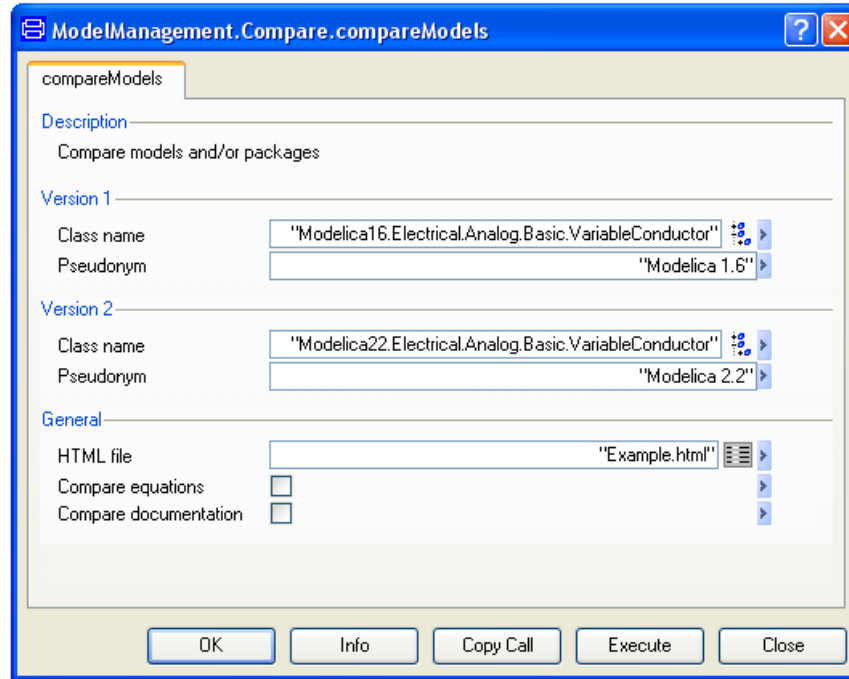 ModelManagement.Compare.compareModels
compareModels
Description
Compare models and/or packages
Version 1
Class name "Modelica16.Electrical.Analog.Basic.VariableConductor"
Pseudonym "Modelica 1.6"
Version 2
Class name "Modelica22.Electrical.Analog.Basic.VariableConductor"
Pseudonym "Modelica 2.2"
General
HTML file "Example.html"
Compare equations
Compare documentation
OK Info Copy Call Execute Close